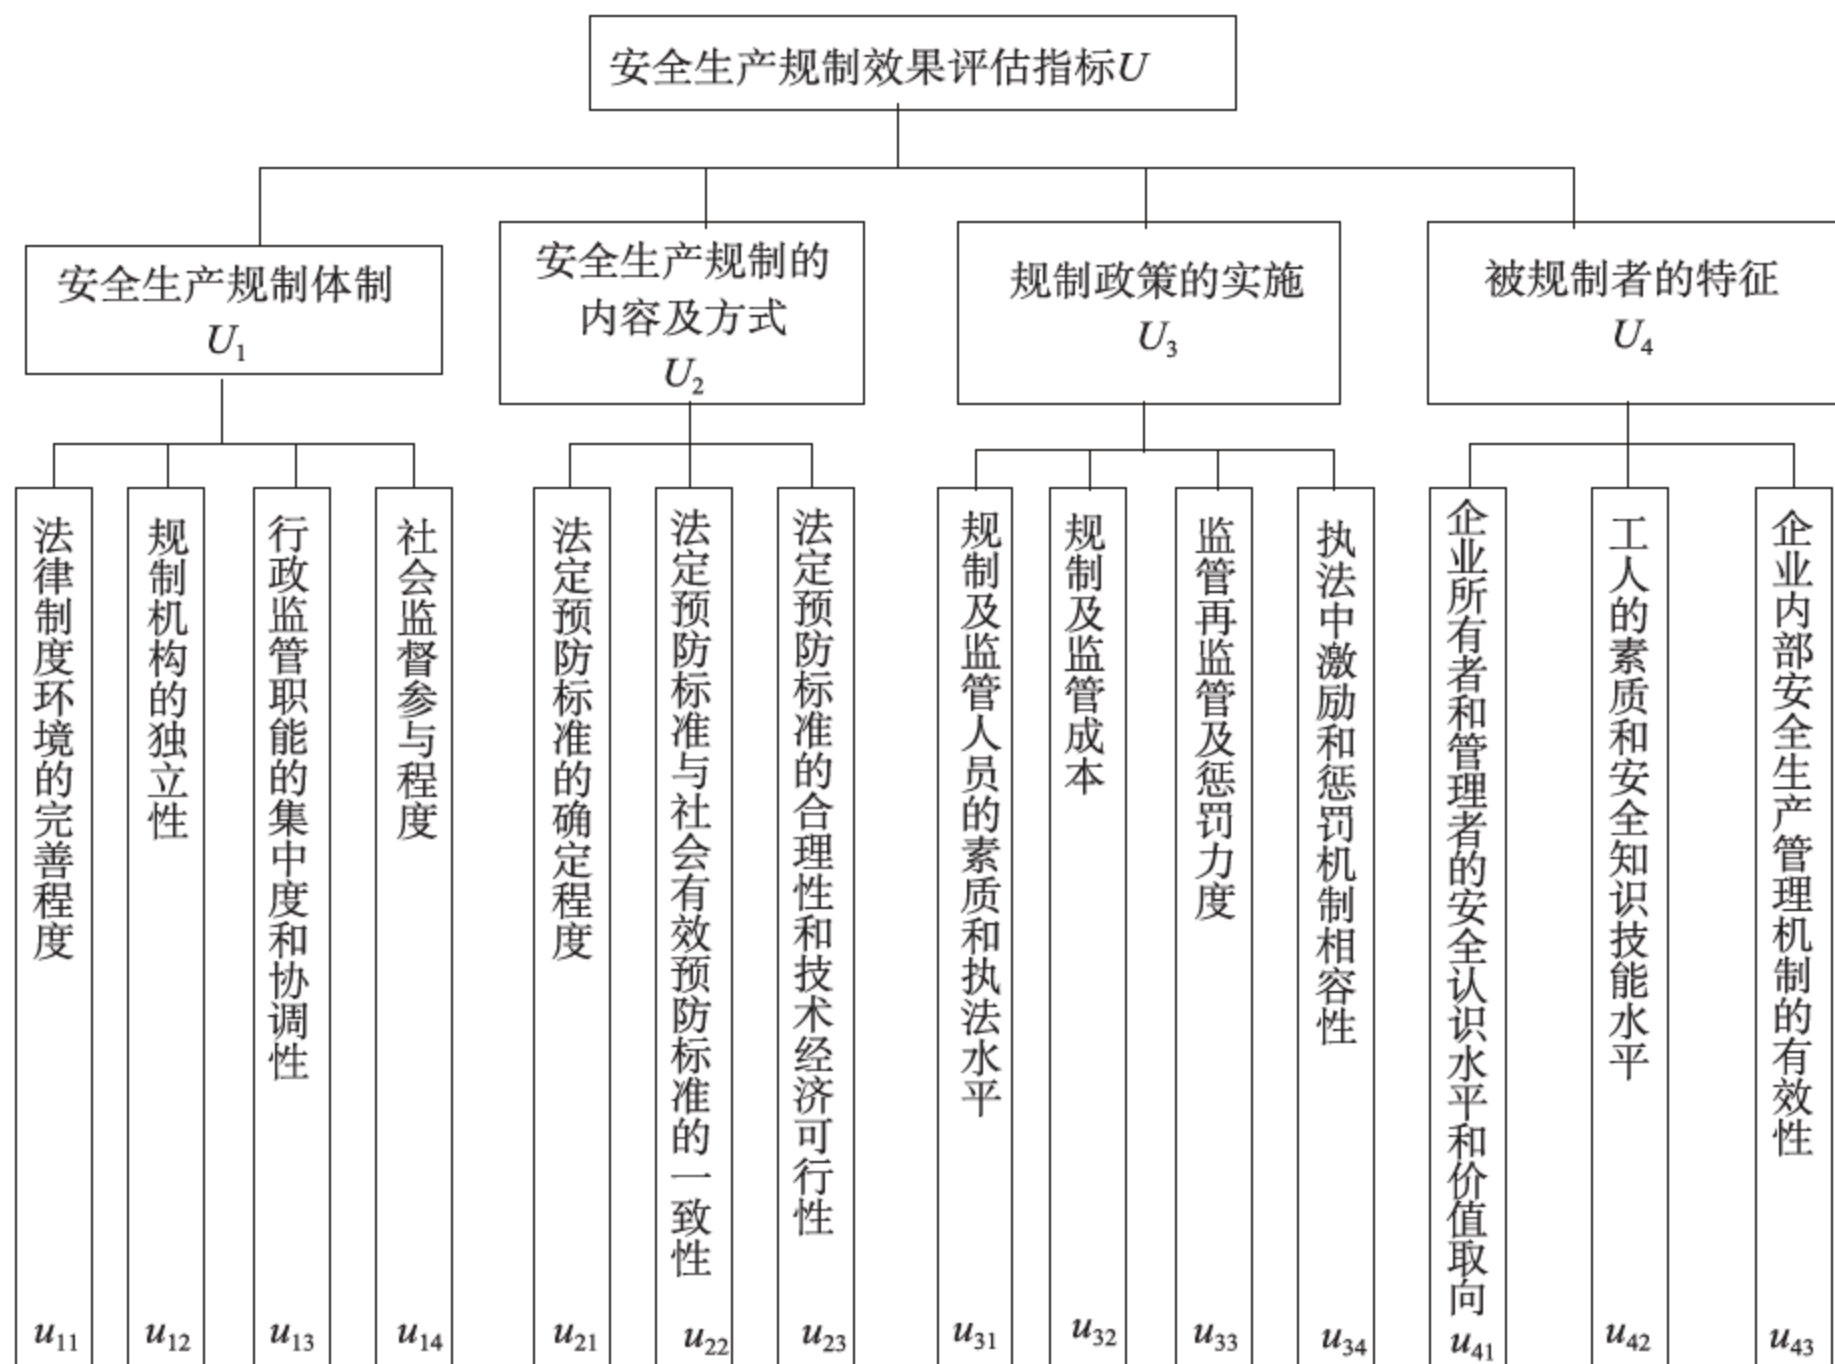 安全生产规制效果评估指标U
安全生产规制体制
U₁
安全生产规制的
内容及方式
U₂
规制政策的实施
U₃
被规制者的特征
U₄
法律制度环境的完善程度
u₁₁
规制机构的独立性
u₁₂
行政监管职能的集中度和协调性
u₁₃
社会监督参与程度
u₁₄
法定预防标准的确定程度
u₂₁
法定预防标准与社会有效预防标准的一致性
u₂₂
法定预防标准的合理性和技术经济可行性
u₂₃
规制及监管人员的素质和执法水平
u₃₁
规制及监管成本
u₃₂
监管再监管及惩罚力度
u₃₃
执法中激励和惩罚机制相容性
u₃₄
企业所有者和管理者的安全认识水平和价值取向
u₄₁
工人的素质和安全知识技能水平
u₄₂
企业内部安全生产管理机制的有效性
u₄₃